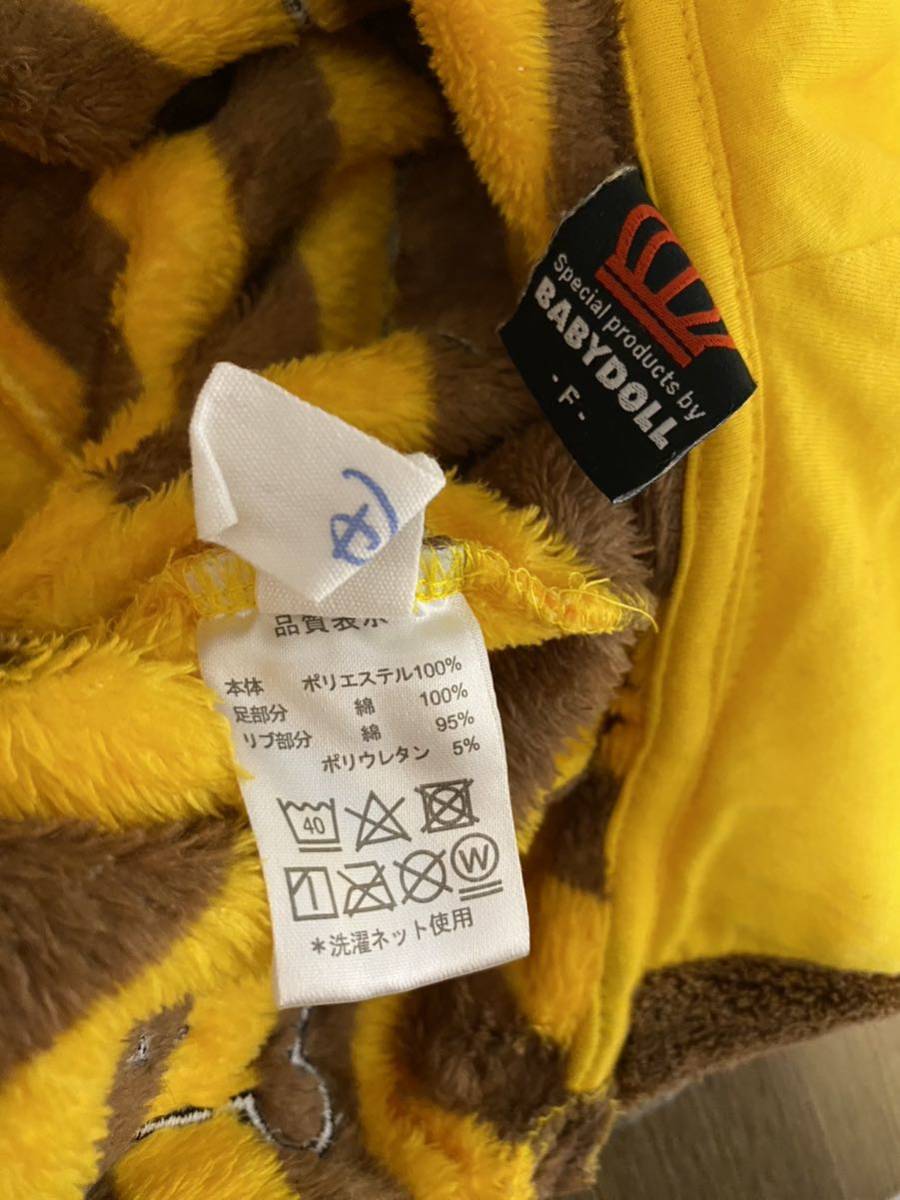 Special products by
BABYDOLL
- F -
品質表示
本体 ポリエステル100%
足部分 綿 100%
リブ部分 綿 95%
ポリウレタン 5%
40
W
*洗濯ネット使用